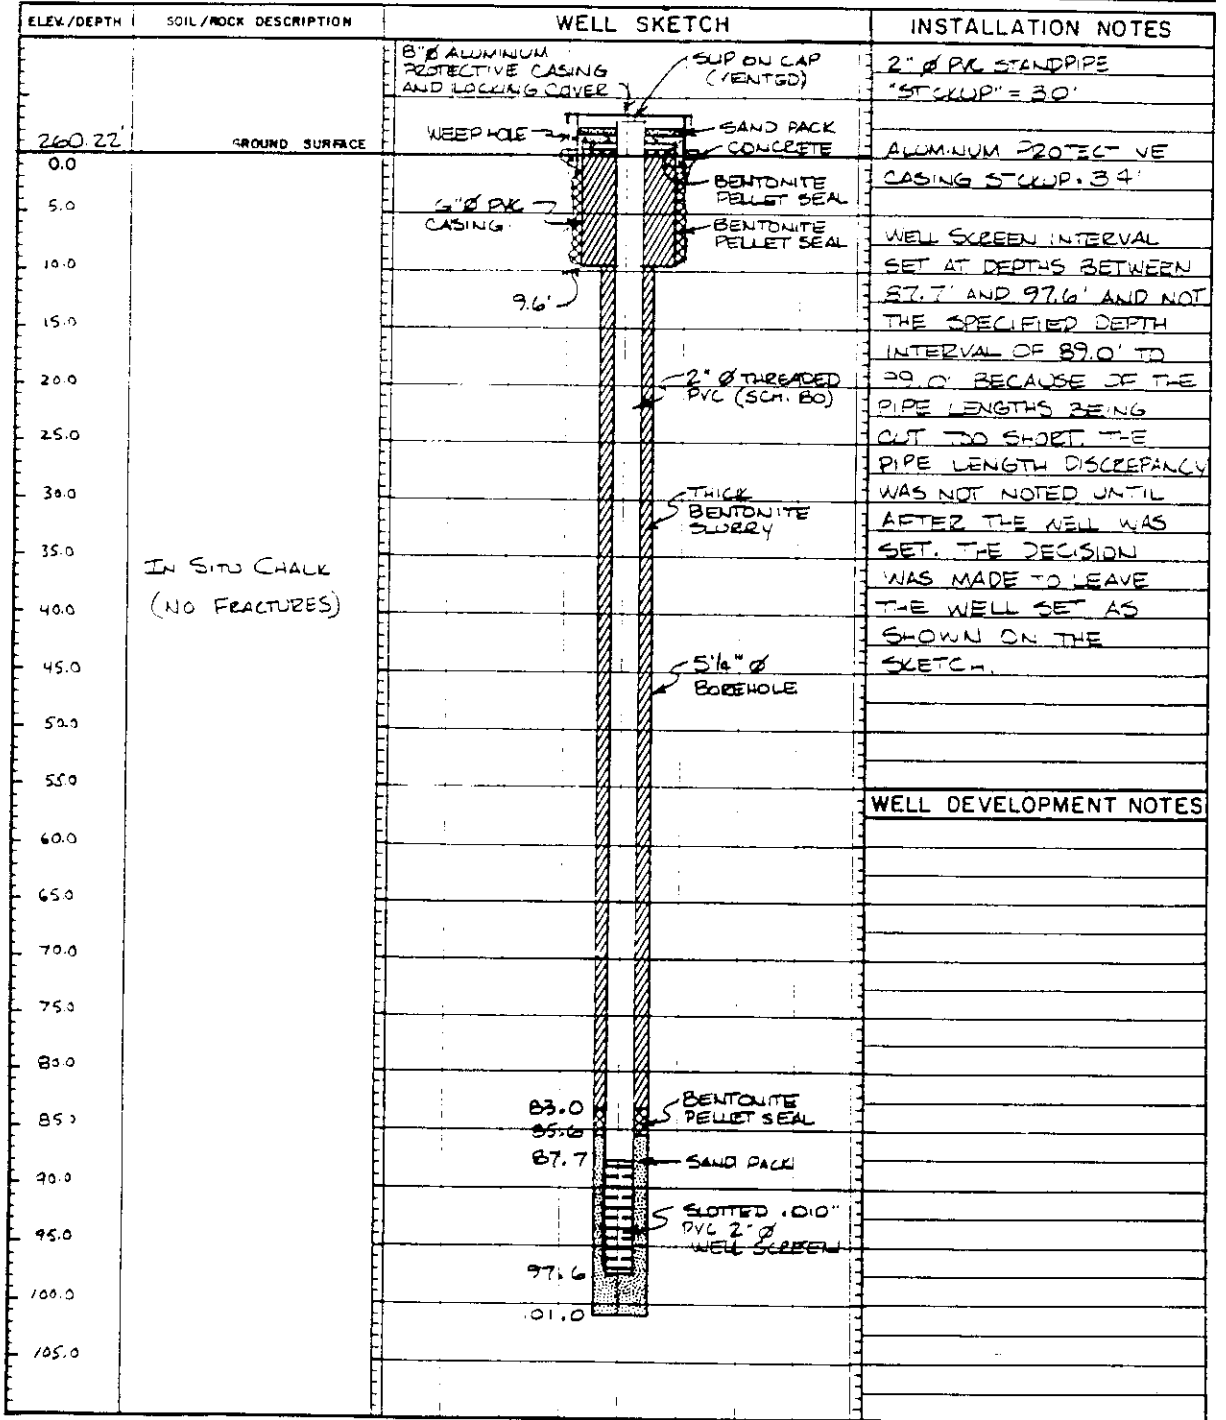 ELEV./DEPTH
SOIL/ROCK DESCRIPTION
WELL SKETCH
INSTALLATION NOTES
260.22'
GROUND SURFACE
0.0
5.0
10.0
15.0
20.0
25.0
30.0
35.0
40.0
45.0
50.0
55.0
60.0
65.0
70.0
75.0
80.0
85.0
90.0
95.0
100.0
105.0
IN SITU CHALK
(NO FRACTURES)
8"Ø ALUMINIUM
PROTECTIVE CASING
AND LOCKING COVER
SLIP ON CAP
(VENTED)
WEEP HOLE
SAND PACK
CONCRETE
BENTONITE
PELLET SEAL
6"Ø PVC
CASING
BENTONITE
PELLET SEAL
9.6'
2" Ø THREADED
PVC (SCH. 80)
THICK
BENTONITE
SLURRY
5 1/4" Ø
BOREHOLE
83.0
BENTONITE
PELLET SEAL
85.6
87.7
SAND PACK
SLOTTED .010"
PVC 2" Ø
WELL SCREEN
97.6
101.0
2" Ø PVC STANDPIPE
"STICKUP" = 3.0'
ALUMINUM PROTECTIVE
CASING STICKUP. 3.4'
WELL SCREEN INTERVAL
SET AT DEPTHS BETWEEN
87.7' AND 97.6' AND NOT
THE SPECIFIED DEPTH
INTERVAL OF 89.0' TO
99.0' BECAUSE OF THE
PIPE LENGTHS BEING
CUT TOO SHORT. THE
PIPE LENGTH DISCREPANCY
WAS NOT NOTED UNTIL
AFTER THE WELL WAS
SET. THE DECISION
WAS MADE TO LEAVE
THE WELL SET AS
SHOWN ON THE
SKETCH.
WELL DEVELOPMENT NOTES